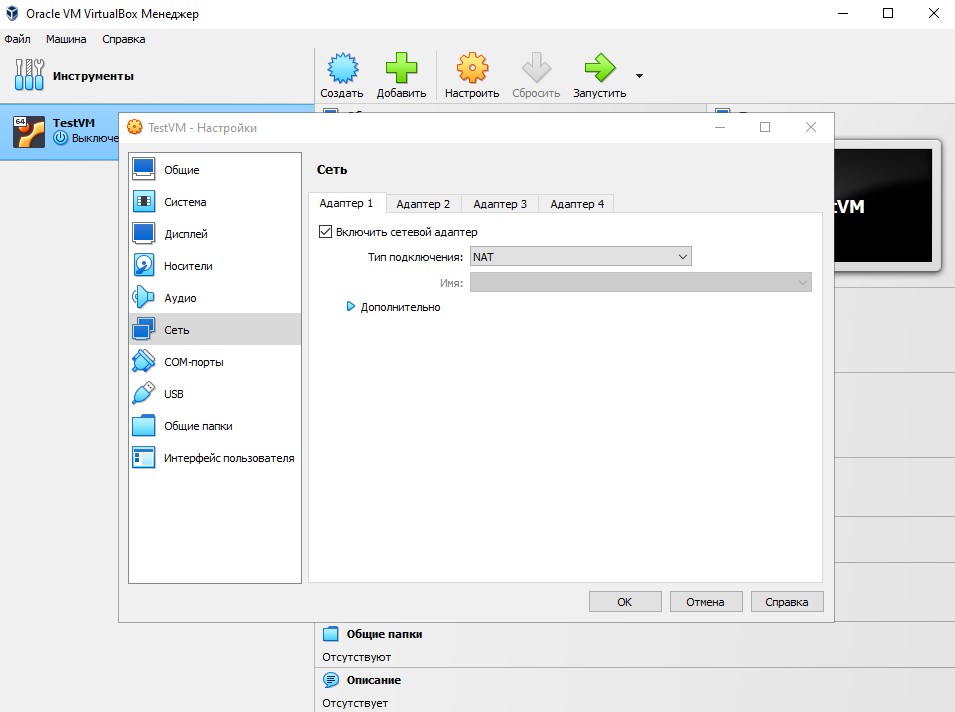 Oracle VM VirtualBox Менеджер
Файл Машина Справка
Инструменты
Создать Добавить Настроить Сбросить Запустить
64
TestVM
Выключе
TestVM - Настройки
Общие
Система
Дисплей
Носители
Аудио
Сеть
COM-порты
USB
Общие папки
Интерфейс пользователя
Сеть
Адаптер 1 Адаптер 2 Адаптер 3 Адаптер 4
Включить сетевой адаптер
Тип подключения: NAT
Имя:
Дополнительно
OK Отмена Справка
tVM
Общие папки
Отсутствуют
Описание
Отсутствует